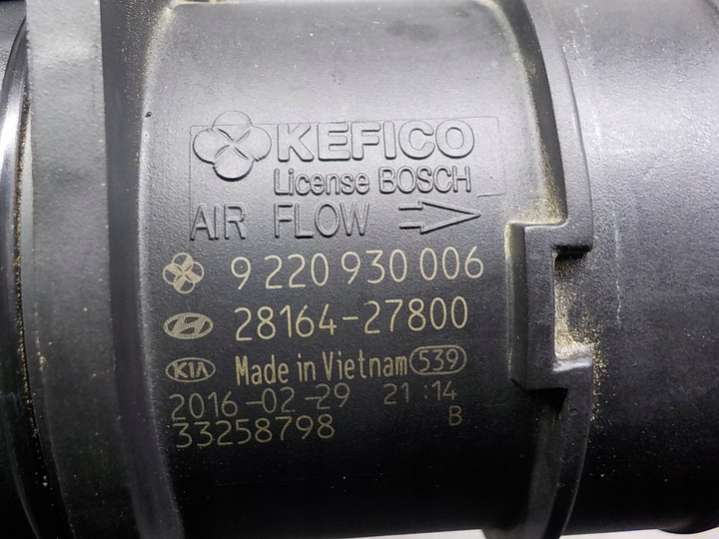 KEFICO
License BOSCH
AIR FLOW
9 220 930 006
28164-27800
KIA Made in Vietnam 539
2016-02-29 21:14
33258798 B